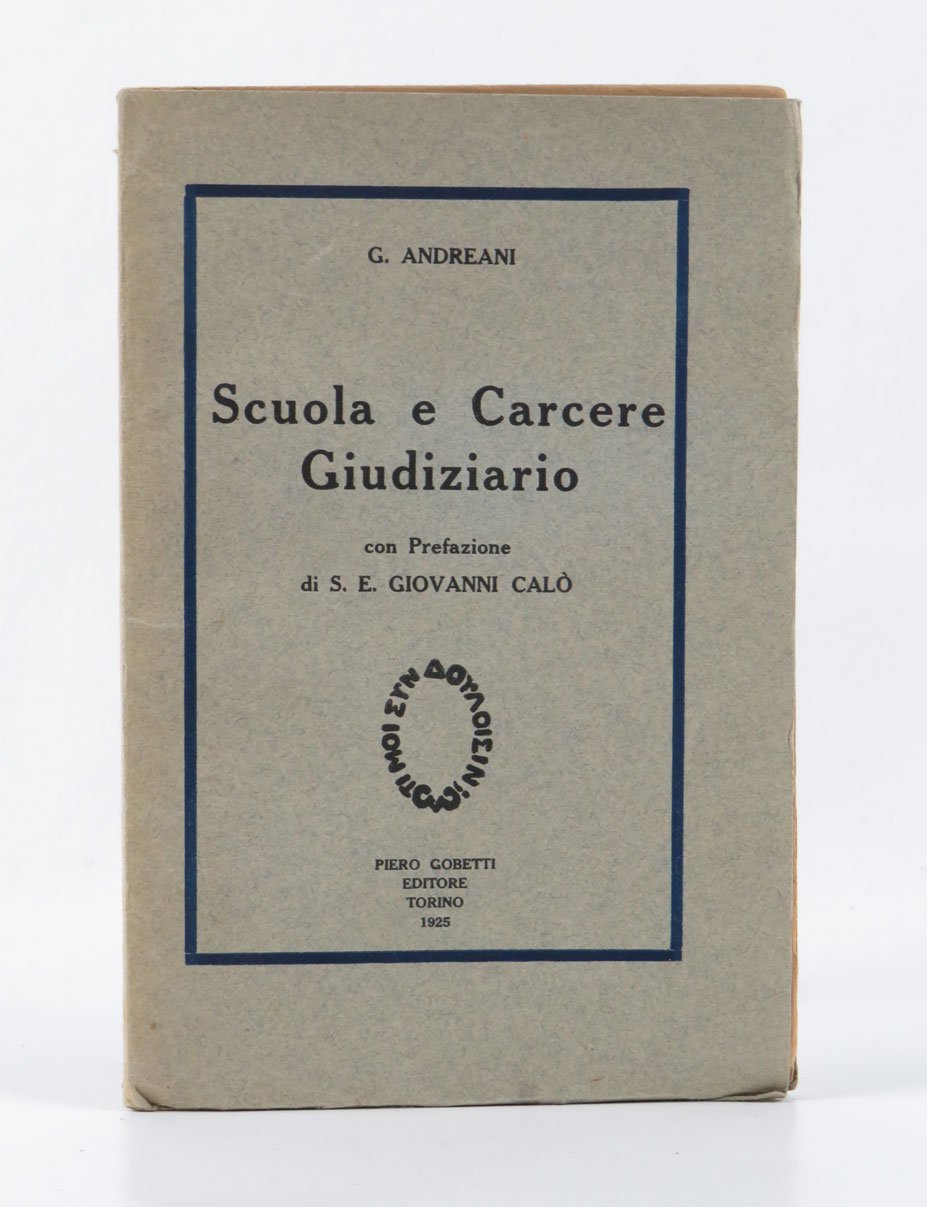 G. ANDREANI
Scuola e Carcere
Giudiziario
con Prefazione
di S. E. GIOVANNI CALÒ
ΤΙ ΜΟΙ ΣΥΝ ΔΟΥΛΟΙΣΙΝ
PIERO GOBETTI
EDITORE
TORINO
1925